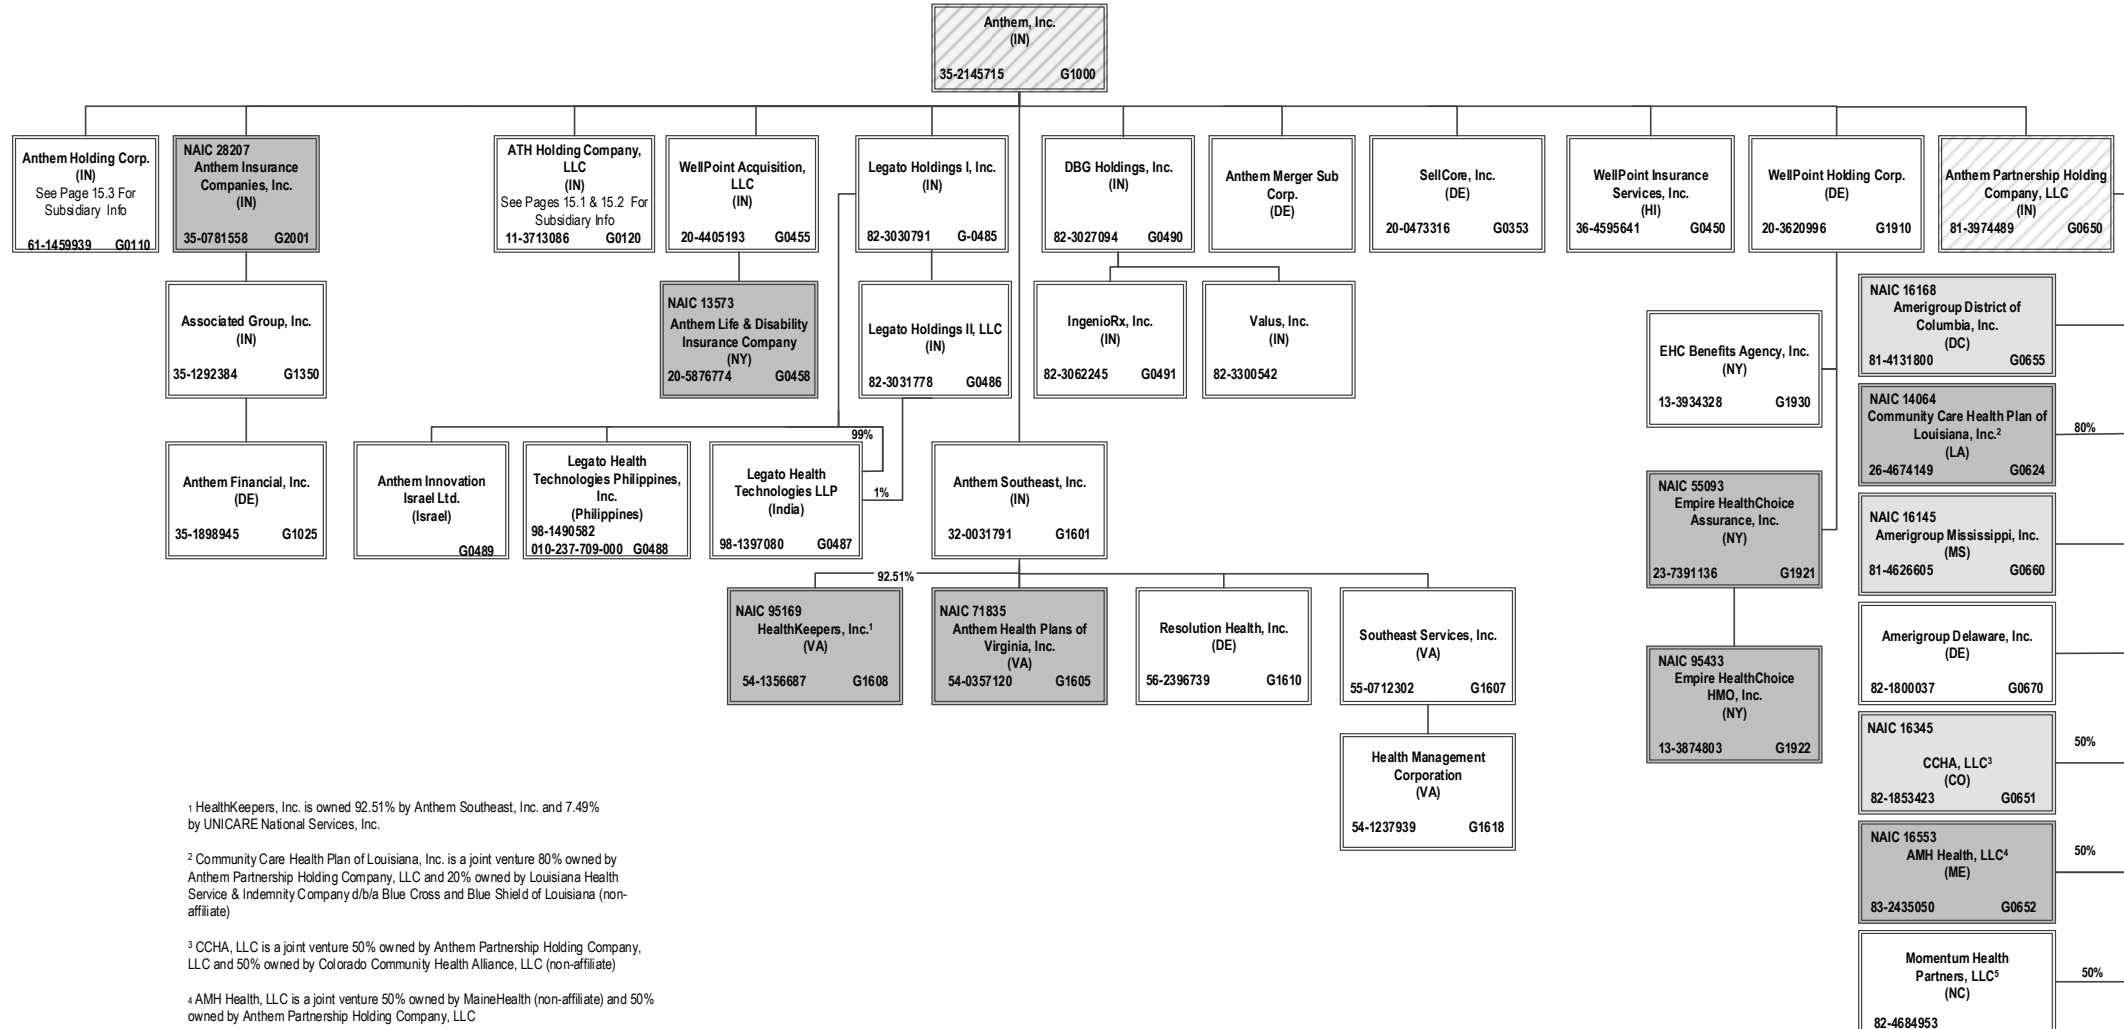 Anthem, Inc.
(IN)
35-2145715 G1000
Anthem Holding Corp.
(IN)
See Page 15.3 For
Subsidiary Info
61-1459939 G0110
NAIC 28207
Anthem Insurance
Companies, Inc.
(IN)
35-0781558 G2001
ATH Holding Company,
LLC
(IN)
See Pages 15.1 & 15.2 For
Subsidiary Info
11-3713086 G0120
WellPoint Acquisition,
LLC
(IN)
20-4405193 G0455
Legato Holdings I, Inc.
(IN)
82-3030791 G-0485
DBG Holdings, Inc.
(IN)
82-3027094 G0490
Anthem Merger Sub
Corp.
(DE)
SellCore, Inc.
(DE)
20-0473316 G0353
WellPoint Insurance
Services, Inc.
(HI)
36-4595641 G0450
WellPoint Holding Corp.
(DE)
20-3620996 G1910
Anthem Partnership Holding
Company, LLC
(IN)
81-3974489 G0650
Associated Group, Inc.
(IN)
35-1292384 G1350
NAIC 13573
Anthem Life & Disability
Insurance Company
(NY)
20-5876774 G0458
Legato Holdings II, LLC
(IN)
82-3031778 G0486
IngenioRx, Inc.
(IN)
82-3062245 G0491
Valus, Inc.
(IN)
82-3300542
EHC Benefits Agency, Inc.
(NY)
13-3934328 G1930
NAIC 16168
Amerigroup District of
Columbia, Inc.
(DC)
81-4131800 G0655
NAIC 14064
Community Care Health Plan of
Louisiana, Inc.2
(LA)
26-4674149 G0624
80%
99%
1%
Anthem Financial, Inc.
(DE)
35-1898945 G1025
Anthem Innovation
Israel Ltd.
(Israel)
G0489
Legato Health
Technologies Philippines,
Inc.
(Philippines)
98-1490582
010-237-709-000 G0488
Legato Health
Technologies LLP
(India)
98-1397080 G0487
Anthem Southeast, Inc.
(IN)
32-0031791 G1601
NAIC 55093
Empire HealthChoice
Assurance, Inc.
(NY)
23-7391136 G1921
NAIC 16145
Amerigroup Mississippi, Inc.
(MS)
81-4626605 G0660
92.51%
NAIC 95169
HealthKeepers, Inc.1
(VA)
54-1356687 G1608
NAIC 71835
Anthem Health Plans of
Virginia, Inc.
(VA)
54-0357120 G1605
Resolution Health, Inc.
(DE)
56-2396739 G1610
Southeast Services, Inc.
(VA)
55-0712302 G1607
NAIC 95433
Empire HealthChoice
HMO, Inc.
(NY)
13-3874803 G1922
Amerigroup Delaware, Inc.
(DE)
82-1800037 G0670
Health Management
Corporation
(VA)
54-1237939 G1618
NAIC 16345
CCHA, LLC3
(CO)
82-1853423 G0651
50%
NAIC 16553
AMH Health, LLC4
(ME)
83-2435050 G0652
50%
Momentum Health
Partners, LLC5
(NC)
82-4684953
50%
1 HealthKeepers, Inc. is owned 92.51% by Anthem Southeast, Inc. and 7.49%
by UNICARE National Services, Inc.
2 Community Care Health Plan of Louisiana, Inc. is a joint venture 80% owned by
Anthem Partnership Holding Company, LLC and 20% owned by Louisiana Health
Service & Indemnity Company d/b/a Blue Cross and Blue Shield of Louisiana (non-
affiliate)
3 CCHA, LLC is a joint venture 50% owned by Anthem Partnership Holding Company,
LLC and 50% owned by Colorado Community Health Alliance, LLC (non-affiliate)
4 AMH Health, LLC is a joint venture 50% owned by MaineHealth (non-affiliate) and 50%
owned by Anthem Partnership Holding Company, LLC